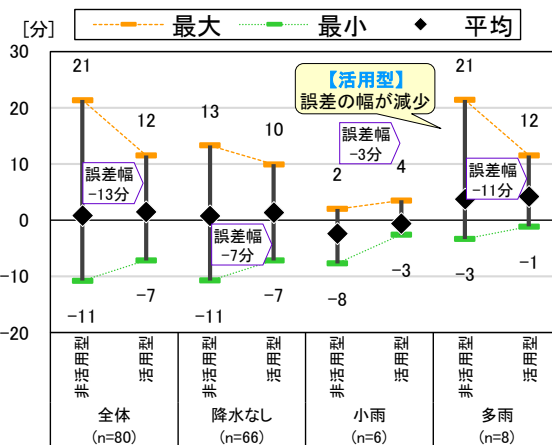 [分]
最大
最小
平均
30
20
10
0
−10
−20
【活用型】
誤差の幅が減少
21
12
13
10
2
4
21
12
誤差幅
−13分
誤差幅
−7分
誤差幅
−3分
誤差幅
−11分
−11
−7
−11
−7
−8
−3
−3
−1
非活用型
活用型
非活用型
活用型
非活用型
活用型
非活用型
活用型
全体
(n=80)
降水なし
(n=66)
小雨
(n=6)
多雨
(n=8)